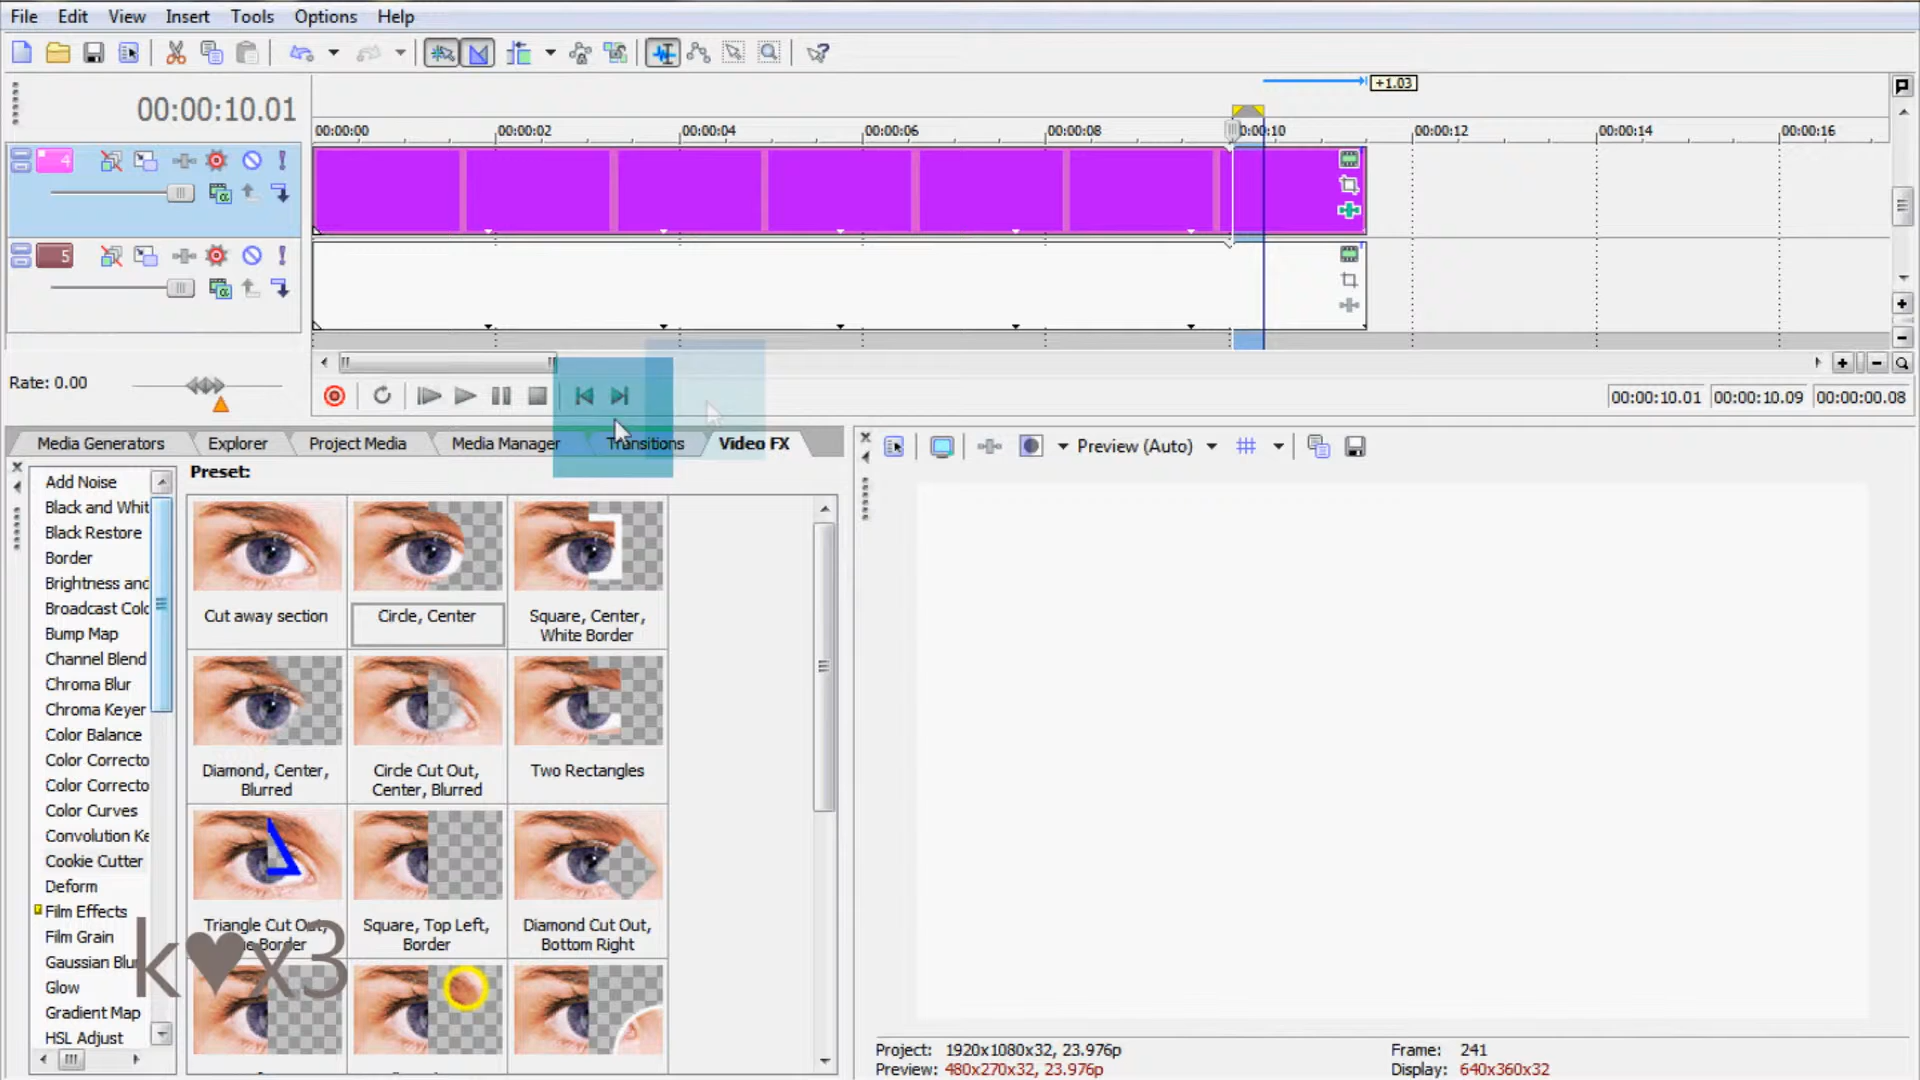 File Edit View Insert Tools Options Help
+1.03
00:00:10.01
00:00:00 00:00:02 00:00:04 00:00:06 00:00:08 0:00:10 00:00:12 00:00:14 00:00:16
4
5
Rate: 0.00
00:00:10.01 00:00:10.09 00:00:00.08
Media Generators Explorer Project Media Media Manager Transitions Video FX
Preview (Auto)
Preset:
Add Noise
Black and Whit
Black Restore
Border
Brightness and
Broadcast Colo
Bump Map
Channel Blend
Chroma Blur
Chroma Keyer
Color Balance
Color Correcto
Color Correcto
Color Curves
Convolution Ke
Cookie Cutter
Deform
Film Effects
Film Grain
Gaussian Blu
Glow
Gradient Map
HSL Adjust
Cut away section
Circle, Center
Square, Center,
White Border
Diamond, Center,
Blurred
Circle Cut Out,
Center, Blurred
Two Rectangles
Triangle Cut Out,
e Border
Square, Top Left,
Border
Diamond Cut Out,
Bottom Right
k♥x3
Project: 1920x1080x32, 23.976p
Preview: 480x270x32, 23.976p
Frame: 241
Display: 640x360x32